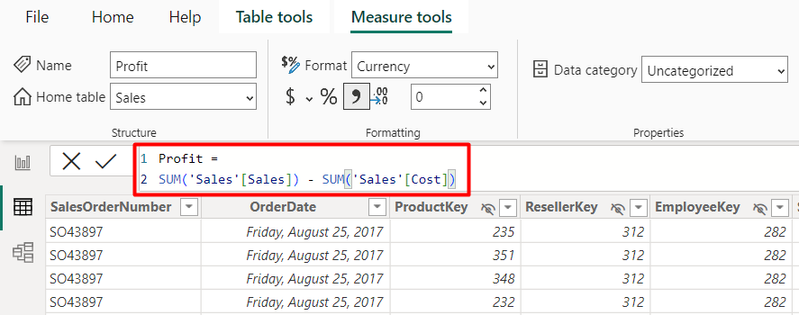 File Home Help Table tools Measure tools
Name Profit
Home table Sales
Structure
$% Format Currency
$ % , .00 →.0 0
Formatting
Data category Uncategorized
Properties
1 Profit =
2 SUM('Sales'[Sales]) - SUM('Sales'[Cost])
SalesOrderNumber OrderDate ProductKey ResellerKey EmployeeKey
SO43897 Friday, August 25, 2017 235 312 282
SO43897 Friday, August 25, 2017 351 312 282
SO43897 Friday, August 25, 2017 348 312 282
SO43897 Friday, August 25, 2017 232 312 282